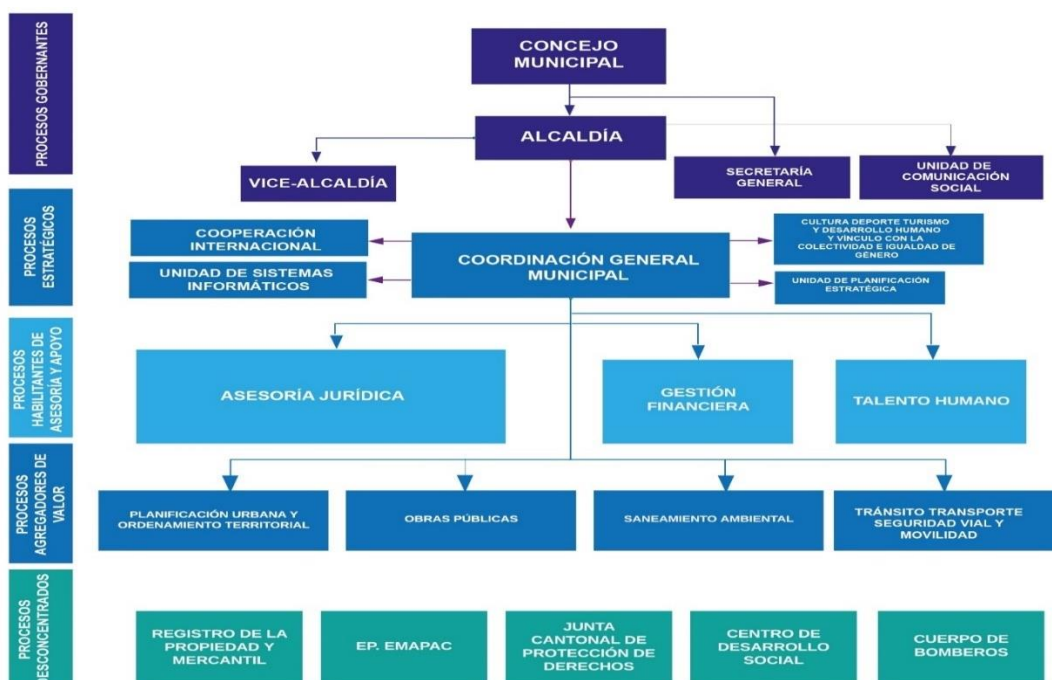 PROCESOS GOBERNANTES
CONCEJO
MUNICIPAL
ALCALDÍA
VICE-ALCALDÍA
SECRETARÍA
GENERAL
UNIDAD DE
COMUNICACIÓN
SOCIAL
PROCESOS
ESTRATÉGICOS
COOPERACIÓN
INTERNACIONAL
UNIDAD DE SISTEMAS
INFORMÁTICOS
COORDINACIÓN GENERAL
MUNICIPAL
CULTURA DEPORTE TURISMO
Y DESARROLLO HUMANO
Y VÍNCULO CON LA
COLECTIVIDAD E IGUALDAD DE
GÉNERO
UNIDAD DE PLANIFICACIÓN
ESTRATÉGICA
PROCESOS
HABILITANTES DE
ASESORÍA Y APOYO
ASESORÍA JURÍDICA
GESTIÓN
FINANCIERA
TALENTO HUMANO
PROCESOS
AGREGADORES DE
VALOR
PLANIFICACIÓN URBANA Y
ORDENAMIENTO TERRITORIAL
OBRAS PÚBLICAS
SANEAMIENTO AMBIENTAL
TRÁNSITO TRANSPORTE
SEGURIDAD VIAL Y
MOVILIDAD
PROCESOS
DESCONCENTRADOS
REGISTRO DE LA
PROPIEDAD Y
MERCANTIL
EP. EMAPAC
JUNTA
CANTONAL DE
PROTECCIÓN DE
DERECHOS
CENTRO DE
DESARROLLO
SOCIAL
CUERPO DE
BOMBEROS